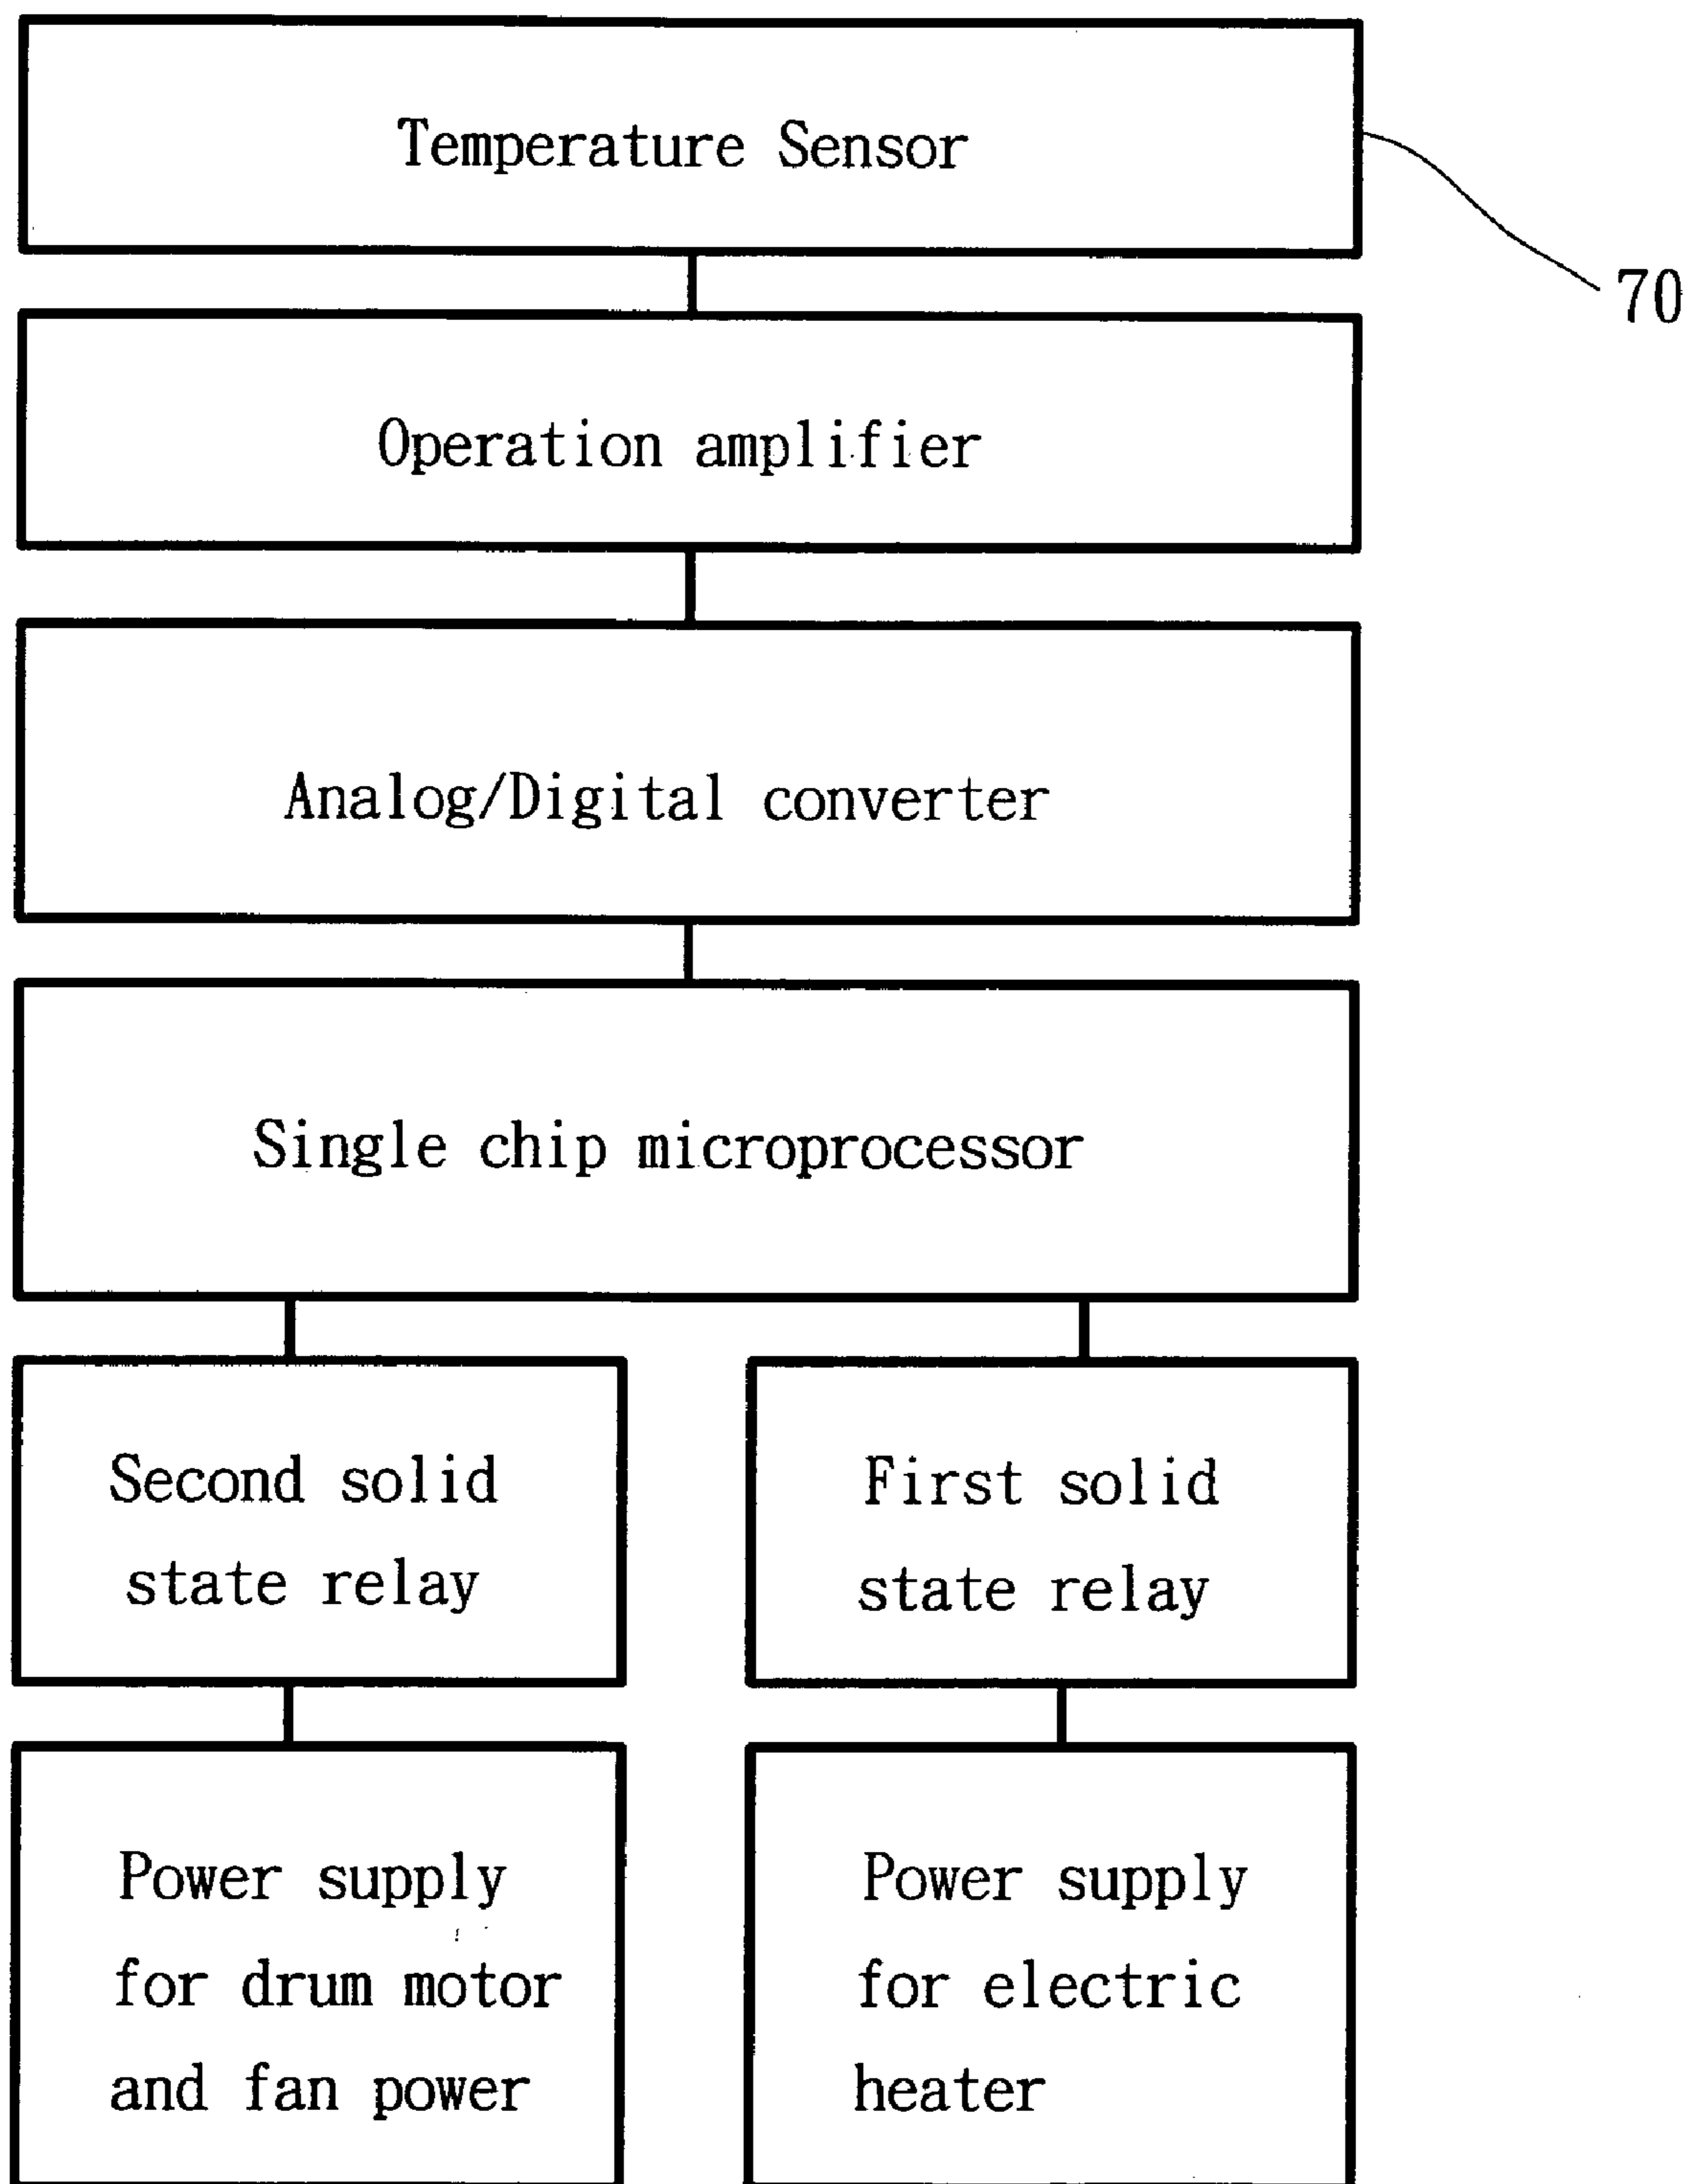 Temperature Sensor
70
Operation amplifier
Analog/Digital converter
Single chip microprocessor
Second solid
state relay
First solid
state relay
Power supply
for drum motor
and fan power
Power supply
for electric
heater